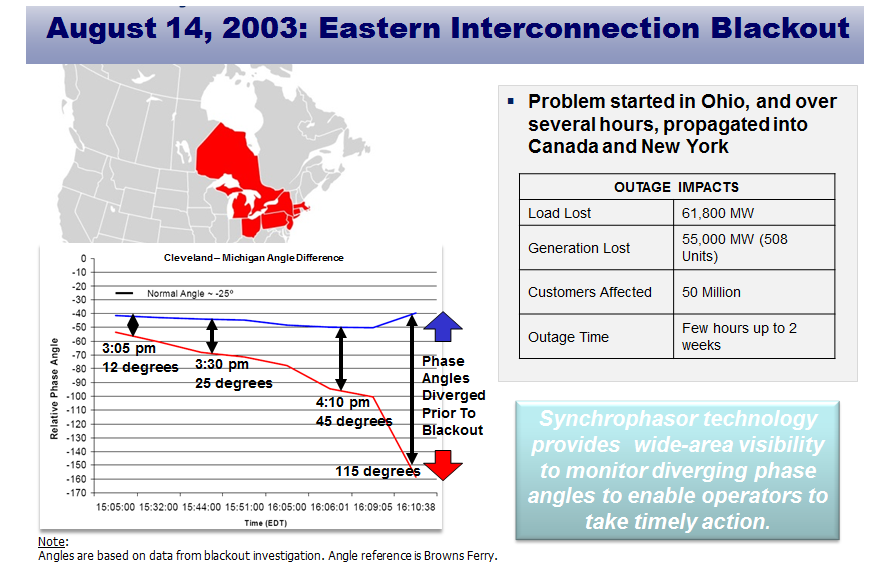 August 14, 2003: Eastern Interconnection Blackout
▪ Problem started in Ohio, and over
several hours, propagated into
Canada and New York
OUTAGE IMPACTS
Load Lost 61,800 MW
Generation Lost 55,000 MW (508
Units)
Customers Affected 50 Million
Outage Time Few hours up to 2
weeks
Cleveland – Michigan Angle Difference
Normal Angle ~ -25º
Relative Phase Angle
0
-10
-20
-30
-40
-50
-60
-70
-80
-90
-100
-110
-120
-130
-140
-150
-160
-170
3:05 pm
12 degrees
3:30 pm
25 degrees
4:10 pm
45 degrees
115 degrees
Phase
Angles
Diverged
Prior To
Blackout
15:05:00 15:32:00 15:44:00 15:51:00 16:05:00 16:06:01 16:09:05 16:10:38
Time (EDT)
Synchrophasor technology
provides wide-area visibility
to monitor diverging phase
angles to enable operators to
take timely action.
Note:
Angles are based on data from blackout investigation. Angle reference is Browns Ferry.